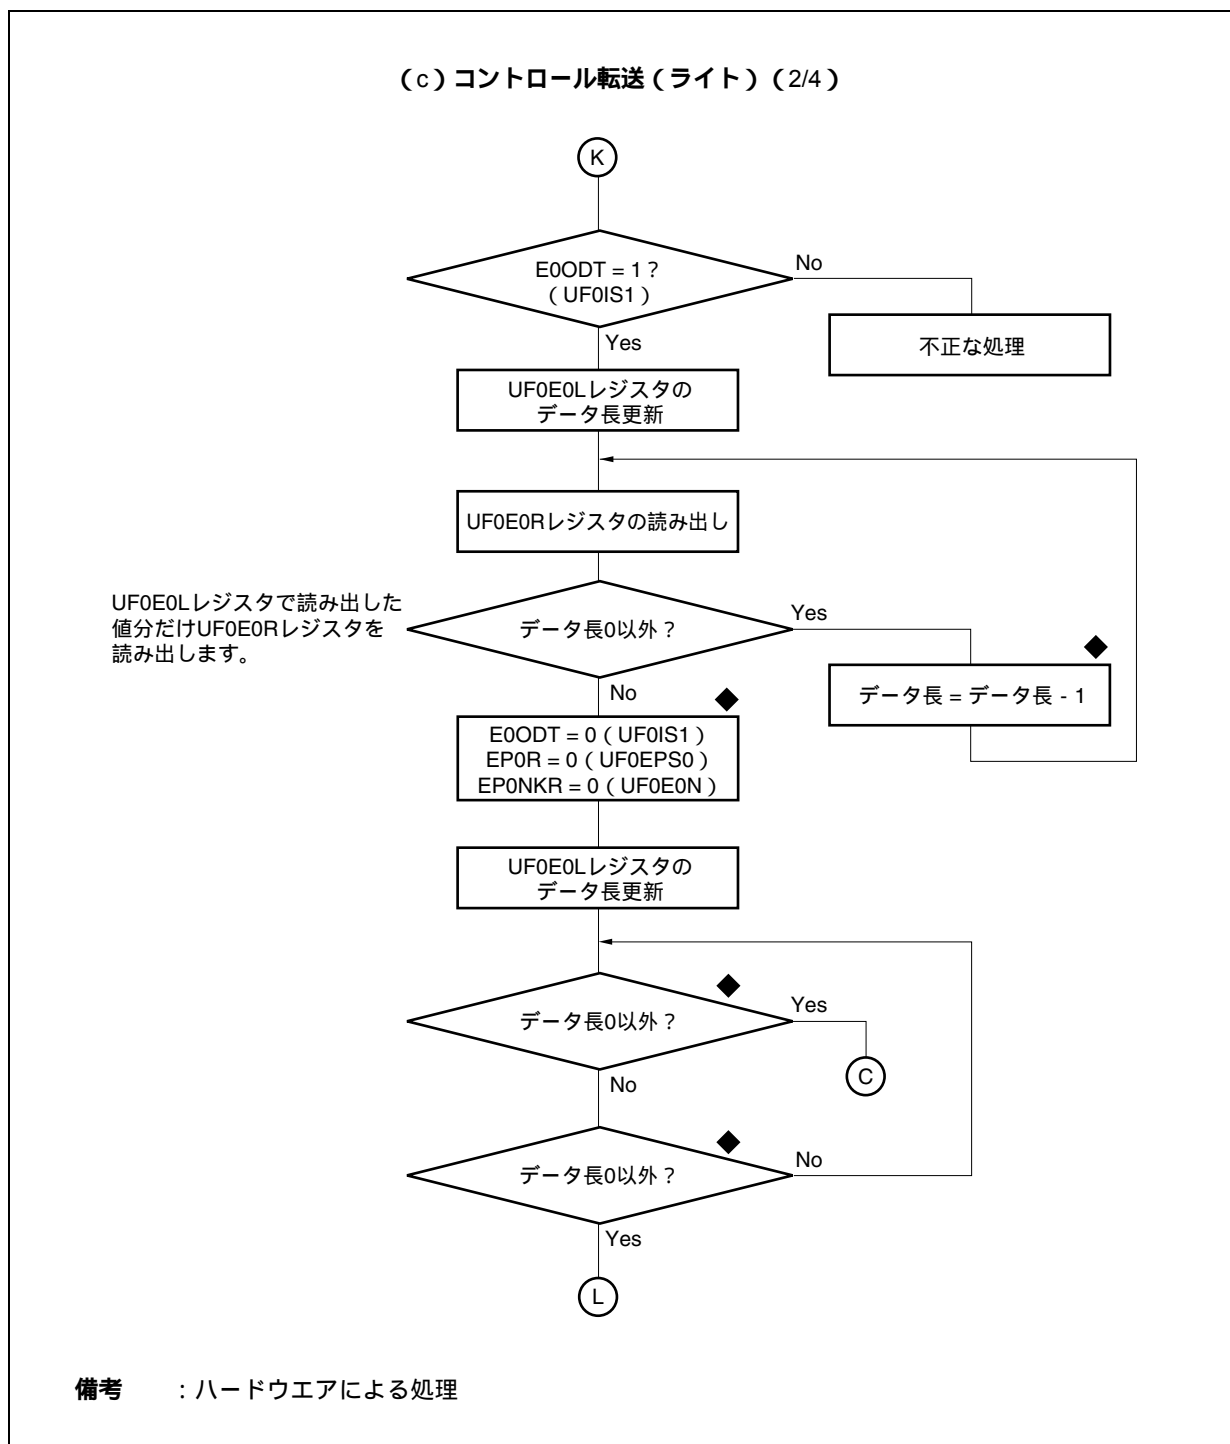 （c）コントロール転送（ライト）（2/4）
K
E0ODT = 1？
（UF0IS1）
No
不正な処理
Yes
UF0E0Lレジスタの
データ長更新
UF0E0Rレジスタの読み出し
UF0E0Lレジスタで読み出した
値分だけUF0E0Rレジスタを
読み出します。
データ長0以外？
Yes
データ長 = データ長 - 1
No
E0ODT = 0（UF0IS1）
EP0R = 0（UF0EPS0）
EP0NKR = 0（UF0E0N）
UF0E0Lレジスタの
データ長更新
データ長0以外？
Yes
C
No
データ長0以外？
No
Yes
L
備考　：ハードウエアによる処理